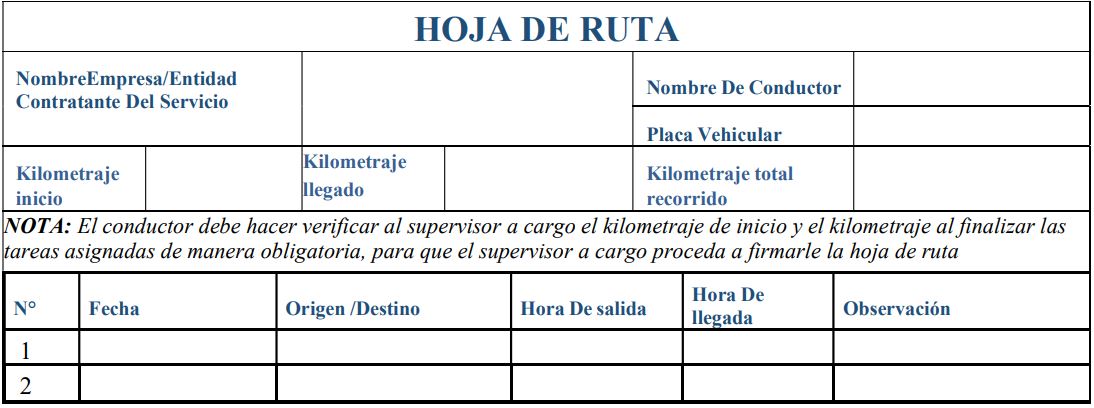 HOJA DE RUTA
NombreEmpresa/Entidad
Contratante Del Servicio
Nombre De Conductor
Placa Vehicular
Kilometraje
inicio
Kilometraje
llegado
Kilometraje total
recorrido
NOTA: El conductor debe hacer verificar al supervisor a cargo el kilometraje de inicio y el kilometraje al finalizar las
tareas asignadas de manera obligatoria, para que el supervisor a cargo proceda a firmarle la hoja de ruta
N° Fecha Origen /Destino Hora De salida Hora De
llegada Observación
1
2